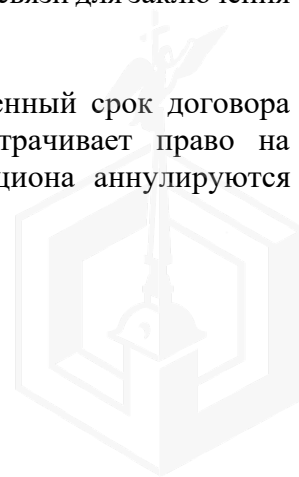 связи для заключения
енный срок договора
трачивает право на
циона аннулируются